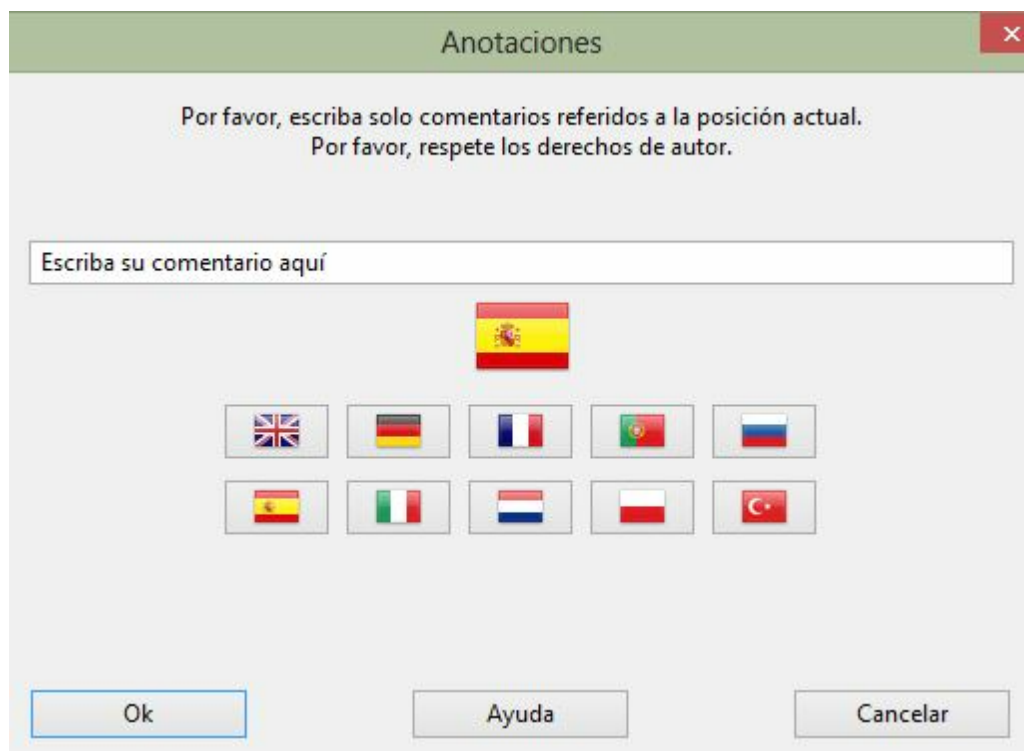 Anotaciones
Por favor, escriba solo comentarios referidos a la posición actual.
Por favor, respete los derechos de autor.
Escriba su comentario aquí
Ok
Ayuda
Cancelar